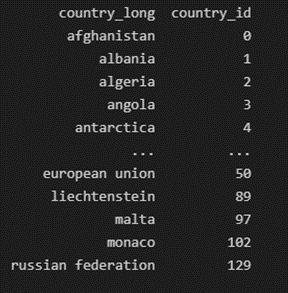 country_long country_id
afghanistan 0
albania 1
algeria 2
angola 3
antarctica 4
... ...
european union 50
liechtenstein 89
malta 97
monaco 102
russian federation 129